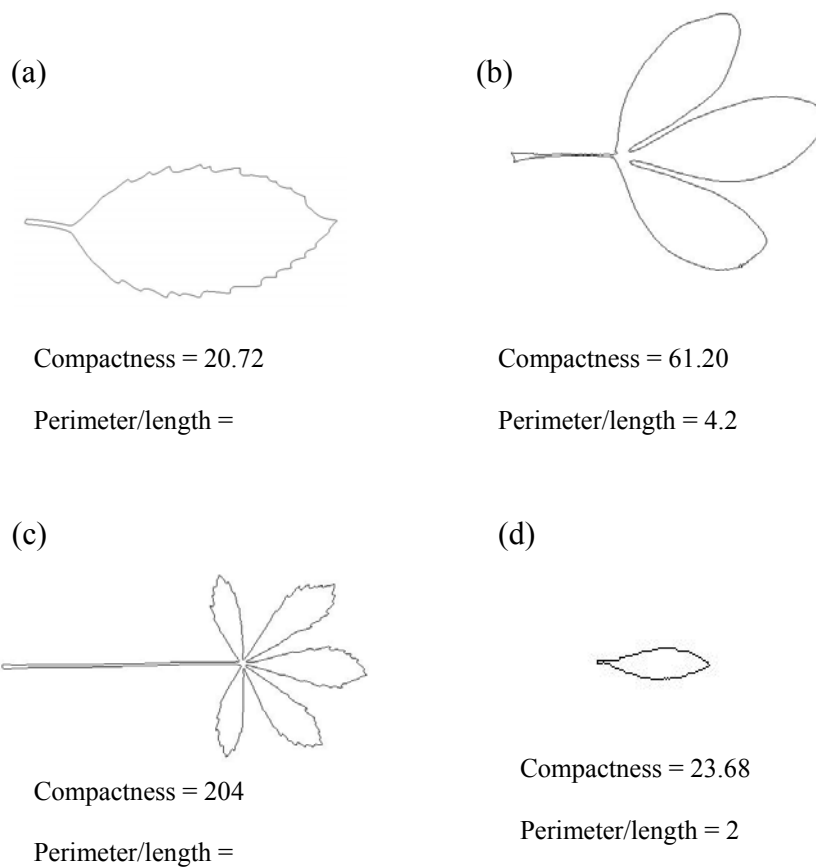 (a)
(b)
Compactness = 20.72
Compactness = 61.20
Perimeter/length =
Perimeter/length = 4.2
(c)
(d)
Compactness = 204
Compactness = 23.68
Perimeter/length =
Perimeter/length = 2